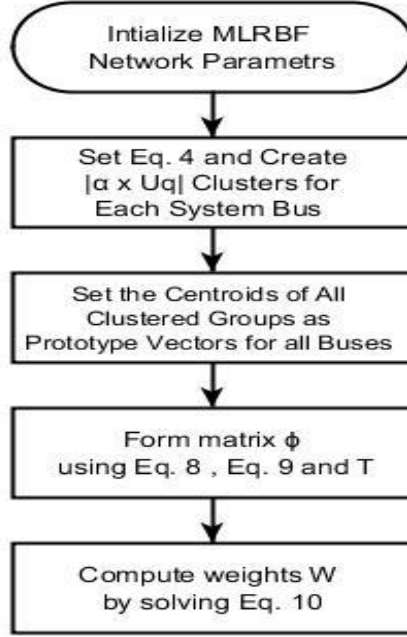 Intialize MLRBF
Network Parametrs
Set Eq. 4 and Create
|α x Uq| Clusters for
Each System Bus
Set the Centroids of All
Clustered Groups as
Prototype Vectors for all Buses
Form matrix ϕ
using Eq. 8 , Eq. 9 and T
Compute weights W
by solving Eq. 10